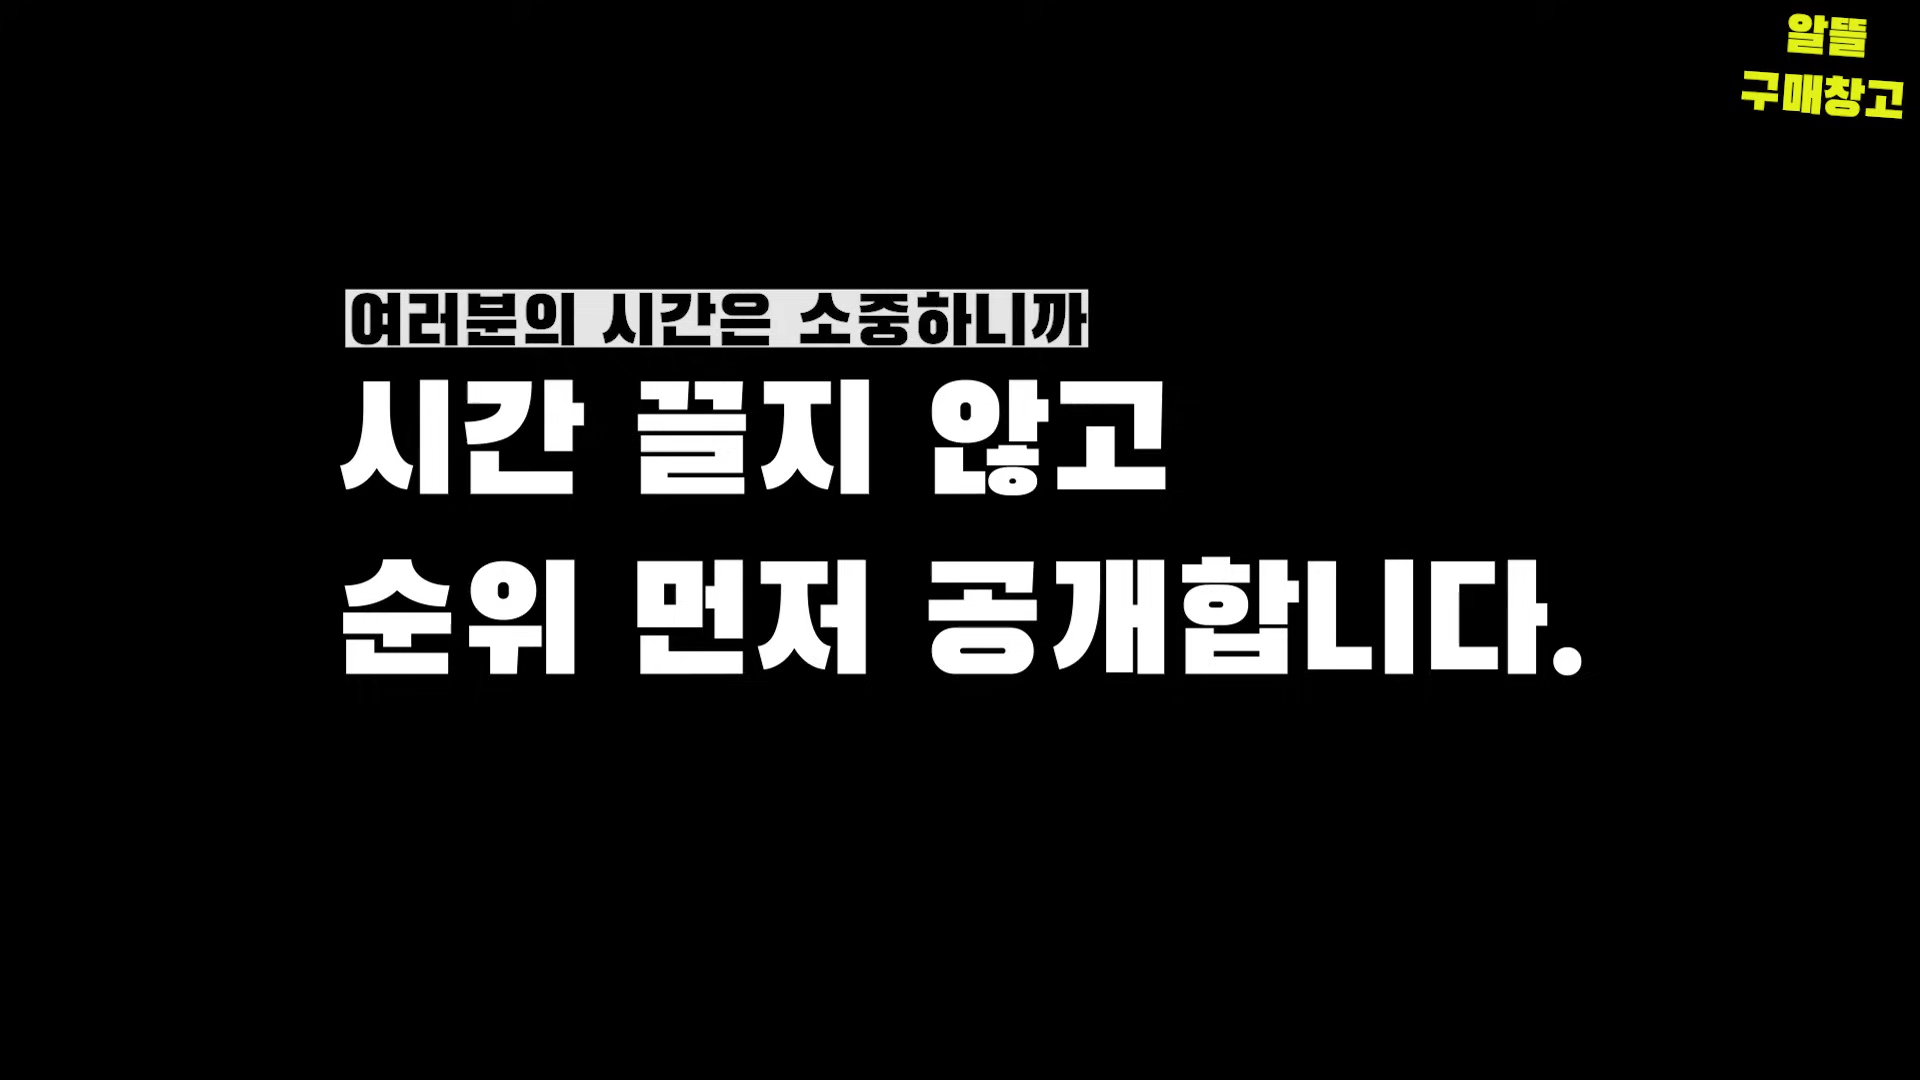 알뜰
구매창고
여러분의 시간은 소중하니까
시간 끌지 않고
순위 먼저 공개합니다.